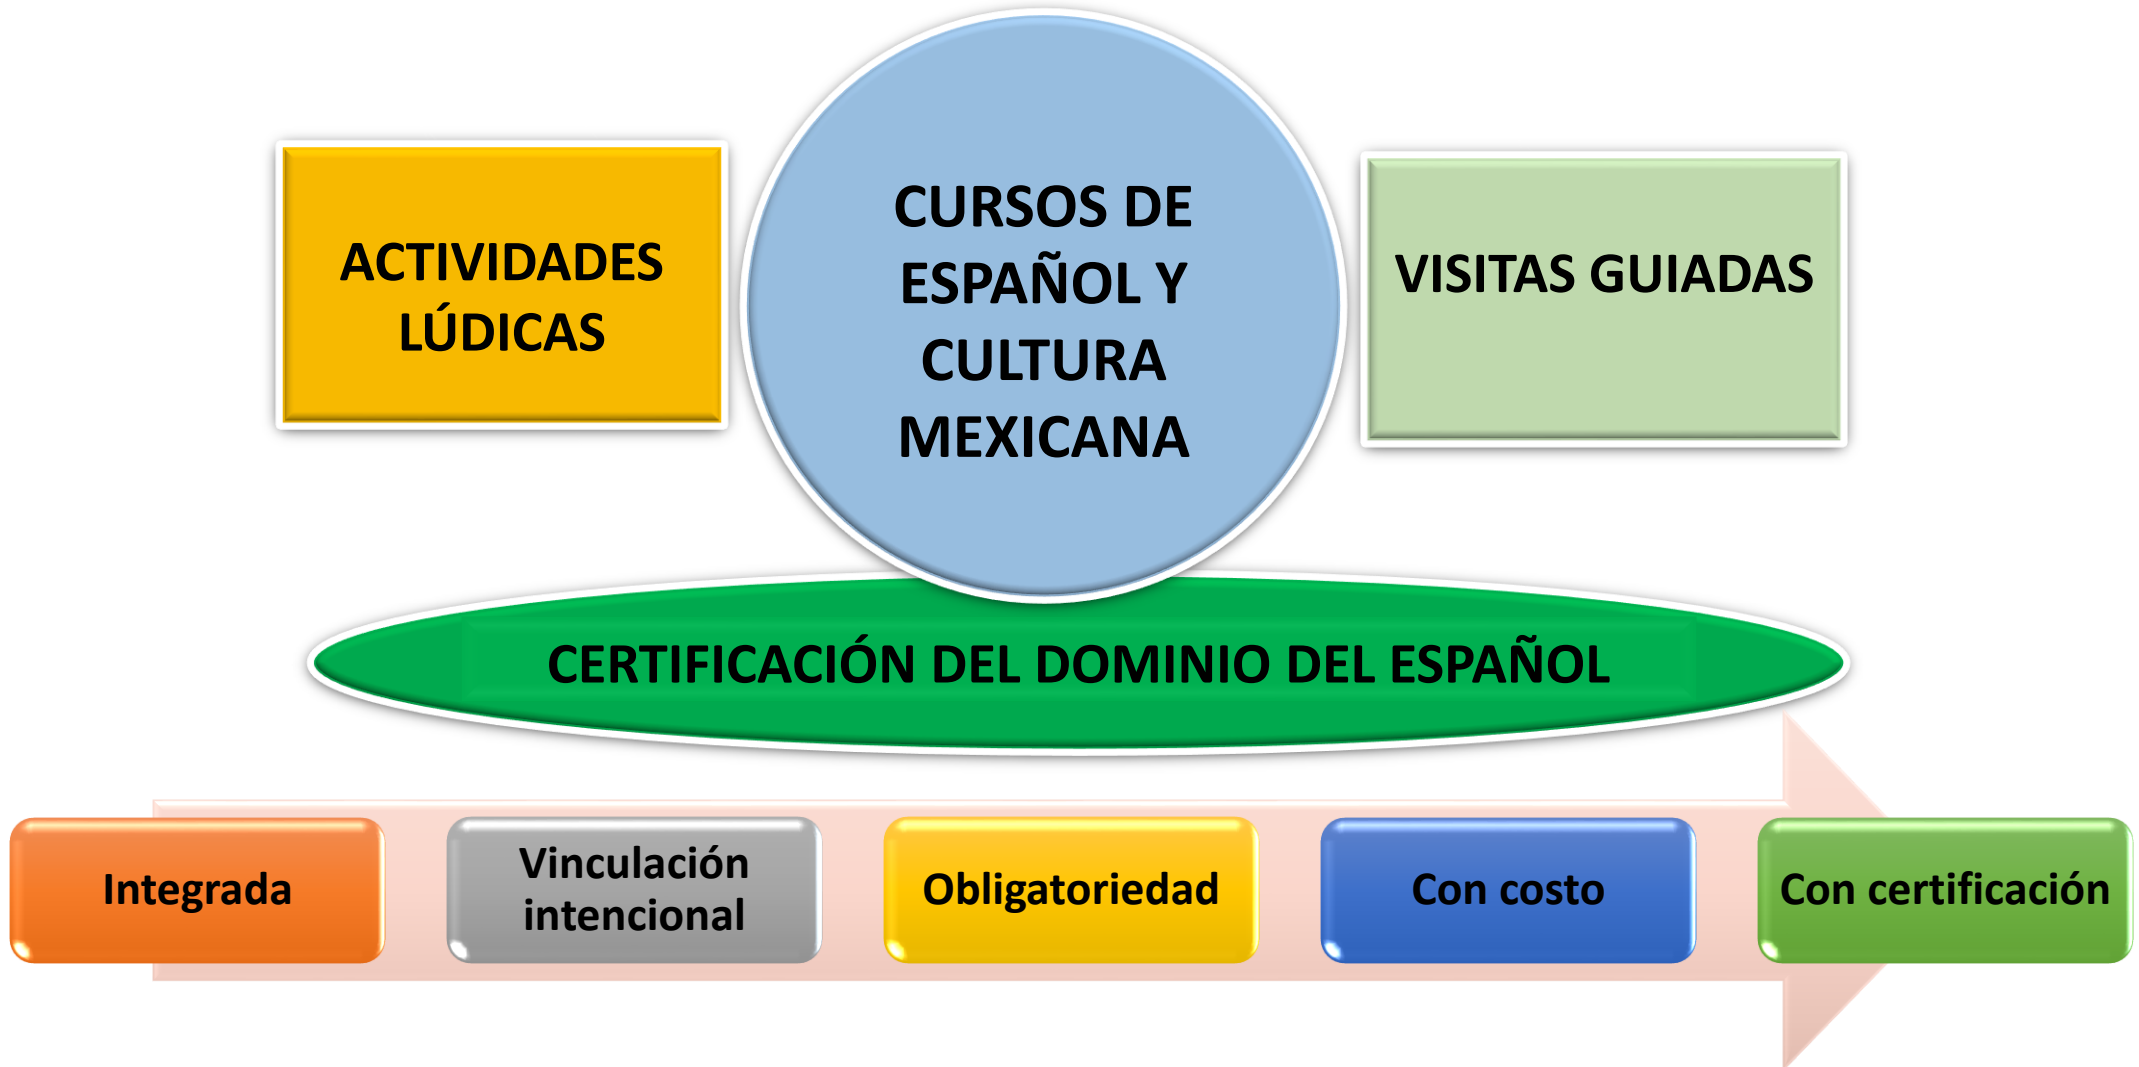 ACTIVIDADES
LÚDICAS
CURSOS DE
ESPAÑOL Y
CULTURA
MEXICANA
VISITAS GUIADAS
CERTIFICACIÓN DEL DOMINIO DEL ESPAÑOL
Integrada
Vinculación
intencional
Obligatoriedad
Con costo
Con certificación